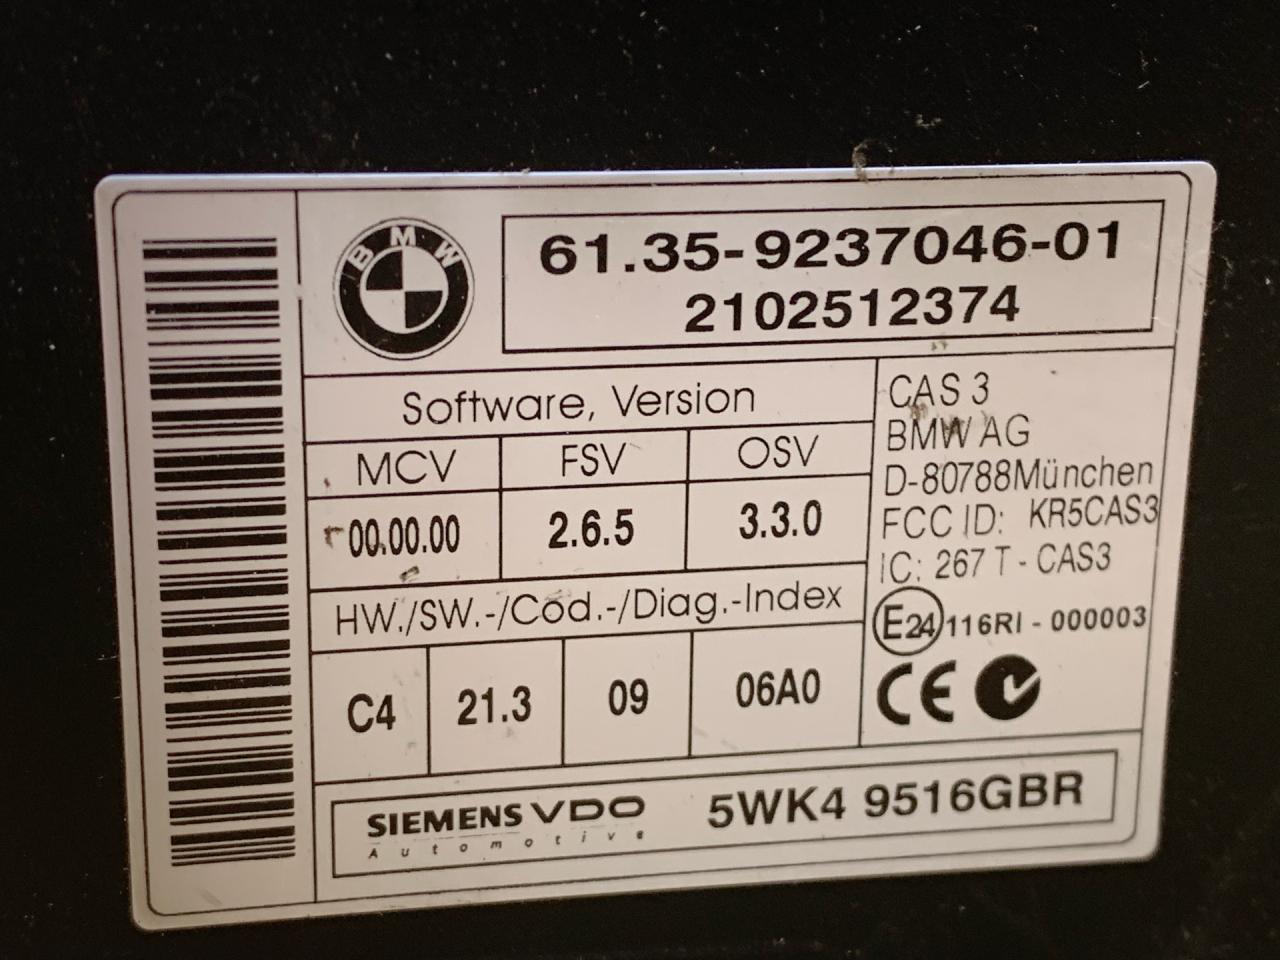 BMW
61.35-9237046-01
2102512374
Software, Version
MCV FSV OSV
00.00.00 2.6.5 3.3.0
HW./SW.-/Cod.-/Diag.-Index
C4 21.3 09 06A0
CAS 3
BMW AG
D-80788München
FCC ID: KR5CAS3
IC: 267 T - CAS3
E24 116RI - 000003
CE
SIEMENS VDO
Automotive
5WK4 9516GBR